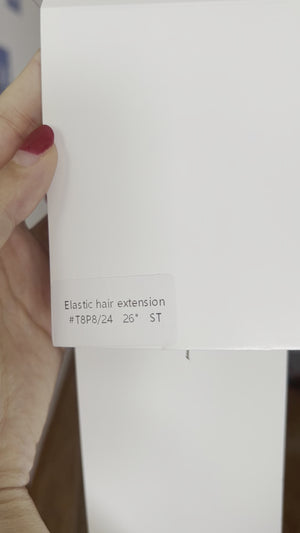 Elastic hair extension
#T8P8/24 26" ST